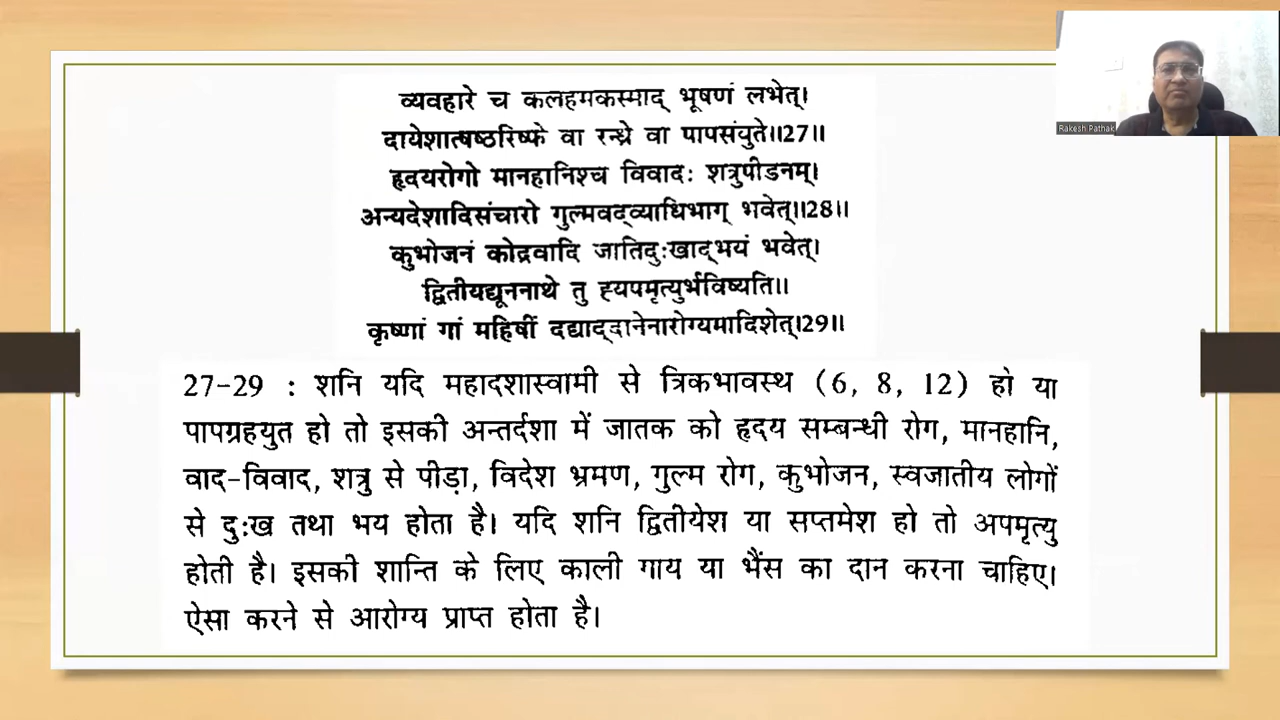 व्यवहारे च कलहमकस्माद् भूषणं लभेत्।
दायेशात्षष्ठरिष्फे वा रन्ध्रे वा पापसंयुते॥27॥
हृदयरोगो मानहानिश्च विवादः शत्रुपीडनम्।
अन्यदेशादिसंचारो गुल्मवद्व्याधिभाग् भवेत्॥28॥
कुभोजनं कोद्रवादि जातिदुःखाद्भयं भवेत्।
द्वितीयद्यूननाथे तु ह्यपमृत्युर्भविष्यति॥
कृष्णां गां महिषीं दद्याद्दानेनारोग्यमादिशेत्।29॥
27-29 : शनि यदि महादशास्वामी से त्रिकभावस्थ (6, 8, 12) हो या
पापग्रहयुत हो तो इसकी अन्तर्दशा में जातक को हृदय सम्बन्धी रोग, मानहानि,
वाद-विवाद, शत्रु से पीड़ा, विदेश भ्रमण, गुल्म रोग, कुभोजन, स्वजातीय लोगों
से दुःख तथा भय होता है। यदि शनि द्वितीयेश या सप्तमेश हो तो अपमृत्यु
होती है। इसकी शान्ति के लिए काली गाय या भैंस का दान करना चाहिए।
ऐसा करने से आरोग्य प्राप्त होता है।
Rakesh Pathak